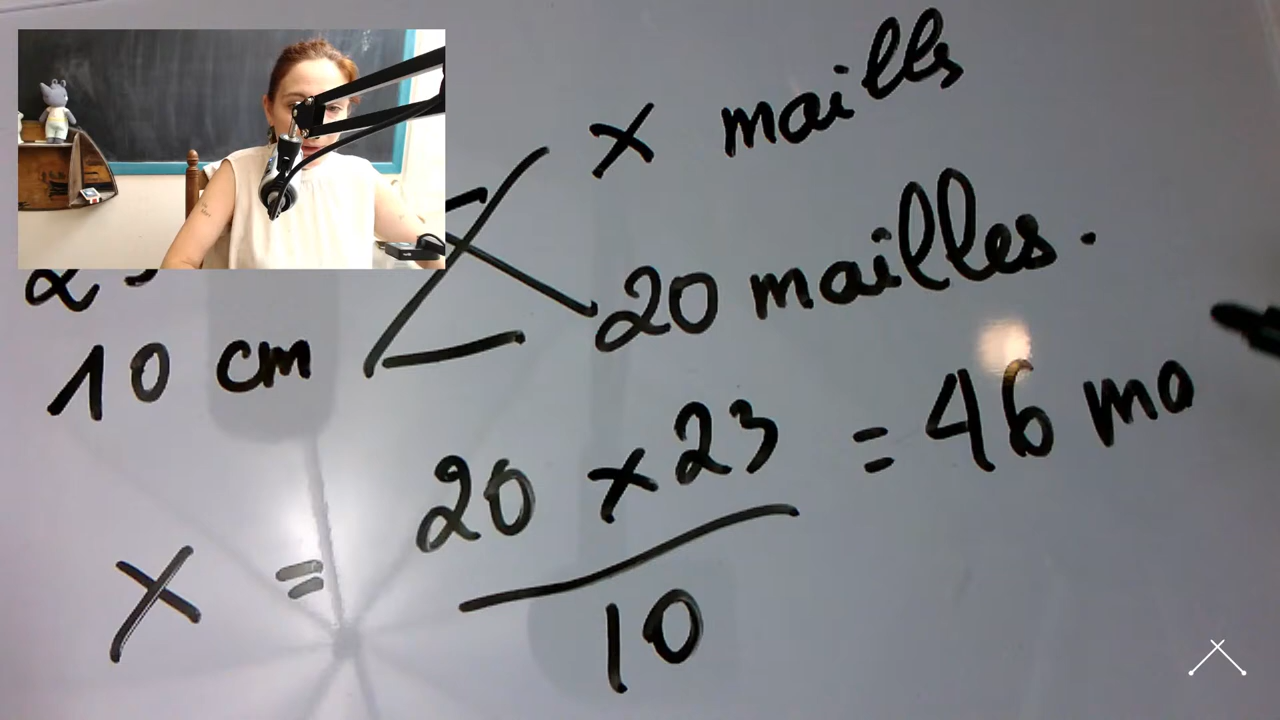 x mailles
20 mailles.
10 cm
x = 20 x 23 = 46 ma
10